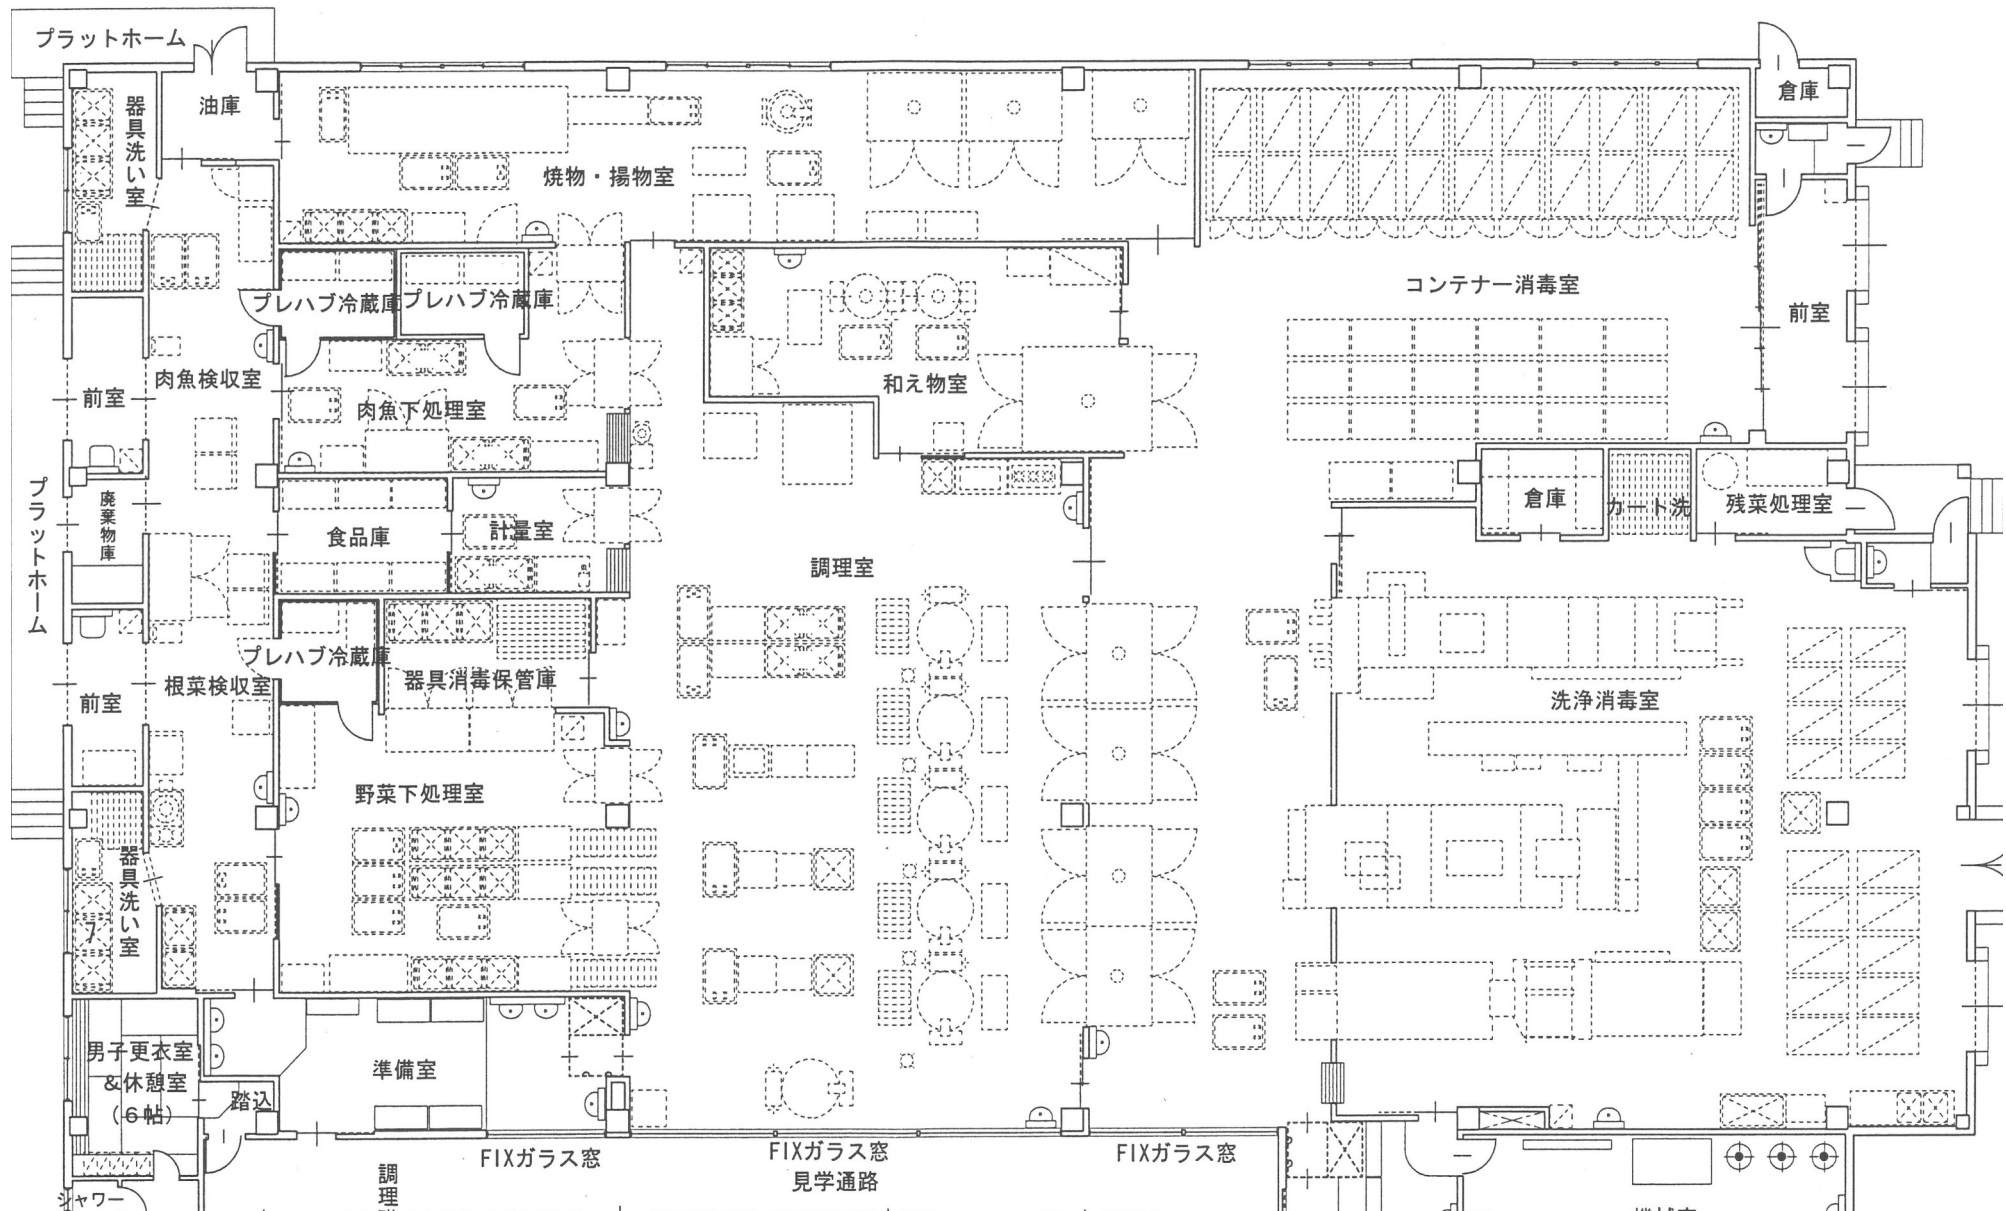 プラットホーム
油庫
器具洗い室
焼物・揚物室
倉庫
プレハブ冷蔵庫
プレハブ冷蔵庫
コンテナー消毒室
前室
肉魚検収室
前室
肉魚下処理室
和え物室
プラットホーム
廃棄物庫
食品庫
計量室
調理室
倉庫
カート洗
残菜処理室
プレハブ冷蔵庫
根菜検収室
前室
器具消毒保管庫
洗浄消毒室
野菜下処理室
器具洗い室
男子更衣室
&休憩室
(6帖)
踏込
準備室
FIXガラス窓
FIXガラス窓
FIXガラス窓
見学通路
シャワー
調理